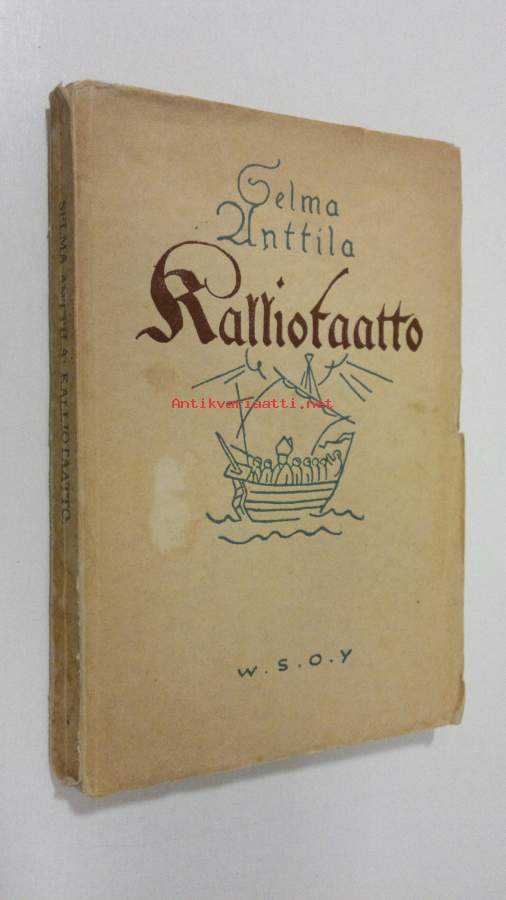 Selma
Anttila
Kalliotaatto
Antikvariaatti.net
W.S.O.Y
SELMA ANTTILA: KALLIOTAATTO